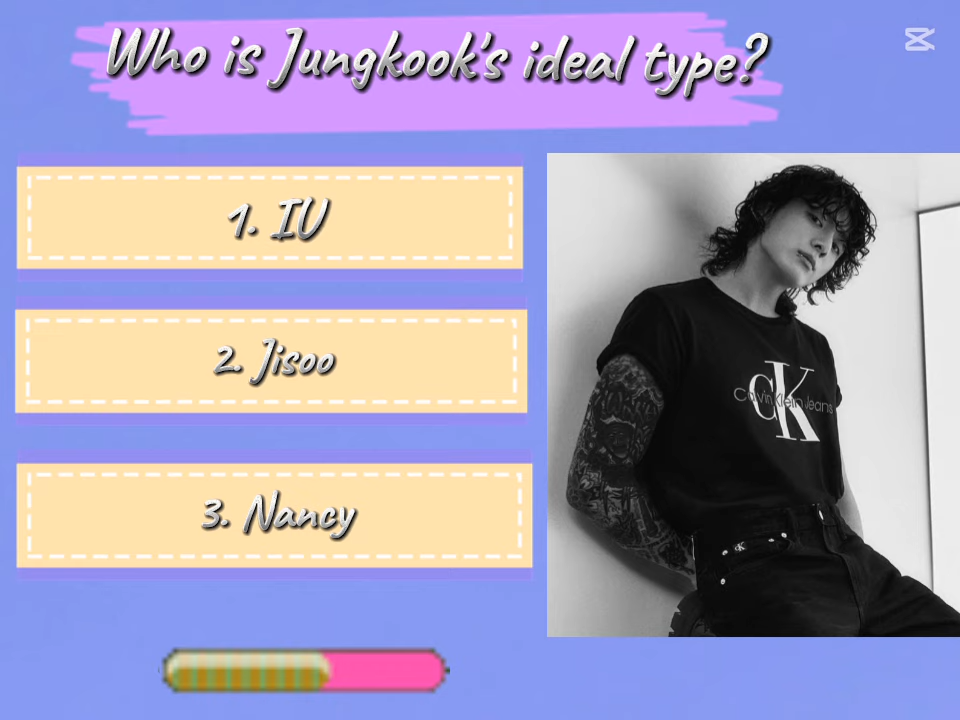 Who is Jungkook's ideal type?
1. IU
2. Jisoo
3. Nancy
CK
Calvin Klein Jeans